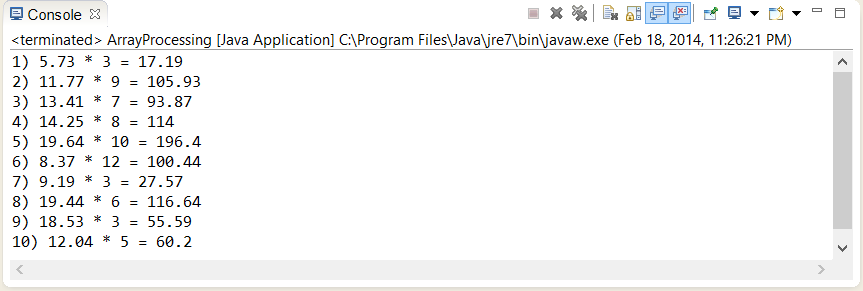 Console
<terminated> ArrayProcessing [Java Application] C:\Program Files\Java\jre7\bin\javaw.exe (Feb 18, 2014, 11:26:21 PM)
1) 5.73 * 3 = 17.19
2) 11.77 * 9 = 105.93
3) 13.41 * 7 = 93.87
4) 14.25 * 8 = 114
5) 19.64 * 10 = 196.4
6) 8.37 * 12 = 100.44
7) 9.19 * 3 = 27.57
8) 19.44 * 6 = 116.64
9) 18.53 * 3 = 55.59
10) 12.04 * 5 = 60.2